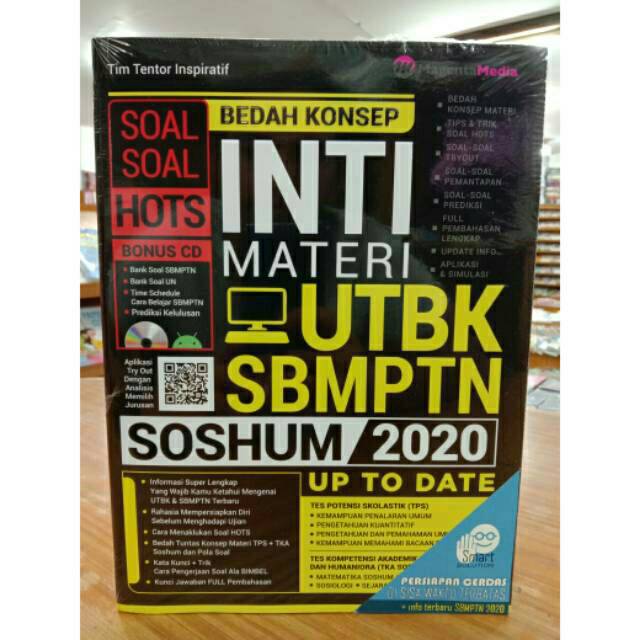 Tim Tentor Inspiratif
MagentaMedia
SOAL
SOAL
HOTS
BONUS CD
• Bank Soal SBMPTN
• Bank Soal UN
• Time Schedule
Cara Belajar SBMPTN
• Prediksi Kelulusan
Aplikasi
Try Out
Dengan
Analisis
Memilih
Jurusan
BEDAH KONSEP
INTI
MATERI
UTBK
SBMPTN
SOSHUM/2020
UP TO DATE
BEDAH
KONSEP MATERI
TIPS & TRIK
SOAL HOTS
SOAL-SOAL
TRYOUT
SOAL-SOAL
PEMANTAPAN
SOAL-SOAL
PREDIKSI
FULL
PEMBAHASAN
LENGKAP
UPDATE INFO...
APLIKASI
& SIMULASI
• Informasi Super Lengkap
Yang Wajib Kamu Ketahui Mengenai
UTBK & SBMPTN Terbaru
• Rahasia Mempersiapkan Diri
Sebelum Menghadapi Ujian
• Cara Menaklukan Soal HOTS
• Bedah Tuntas Konsep Materi TPS + TKA
Soshum dan Pola Soal
• Kata Kunci + Trik
Cara Pengerjaan Soal Ala BIMBEL
• Kunci Jawaban FULL Pembahasan
TES POTENSI SKOLASTIK (TPS)
• KEMAMPUAN PENALARAN UMUM
• PENGETAHUAN KUANTITATIF
• PENGETAHUAN DAN PEMAHAMAN UMUM
• KEMAMPUAN MEMAHAMI BACAAN
TES KOMPETENSI AKADEMIK
DAN HUMANIORA (TKA SO
• MATEMATIKA SOSHUM
• SOSIOLOGI • SEJARA
Smart
SOLUTION
PERSIAPAN CERDAS
DI SISA WAKTU TERBATAS
+ info terbaru SBMPTN 2020